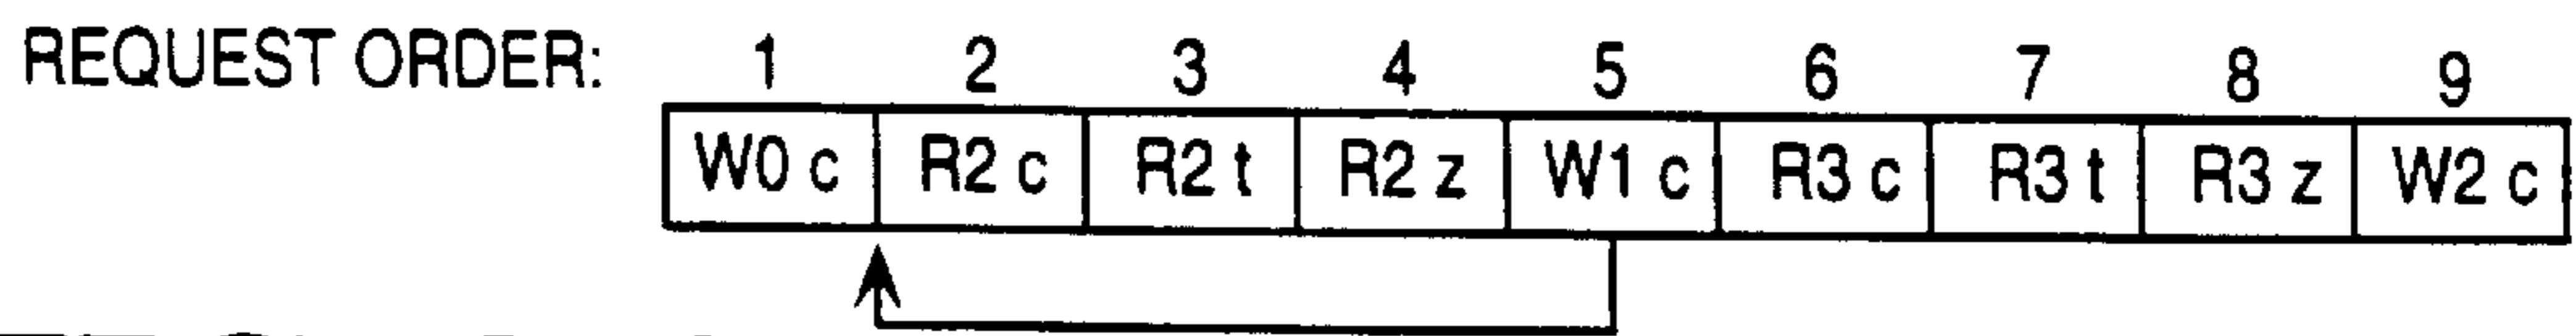 REQUEST ORDER: 1 2 3 4 5 6 7 8 9
W0 c R2 c R2 t R2 z W1 c R3 c R3 t R3 z W2 c